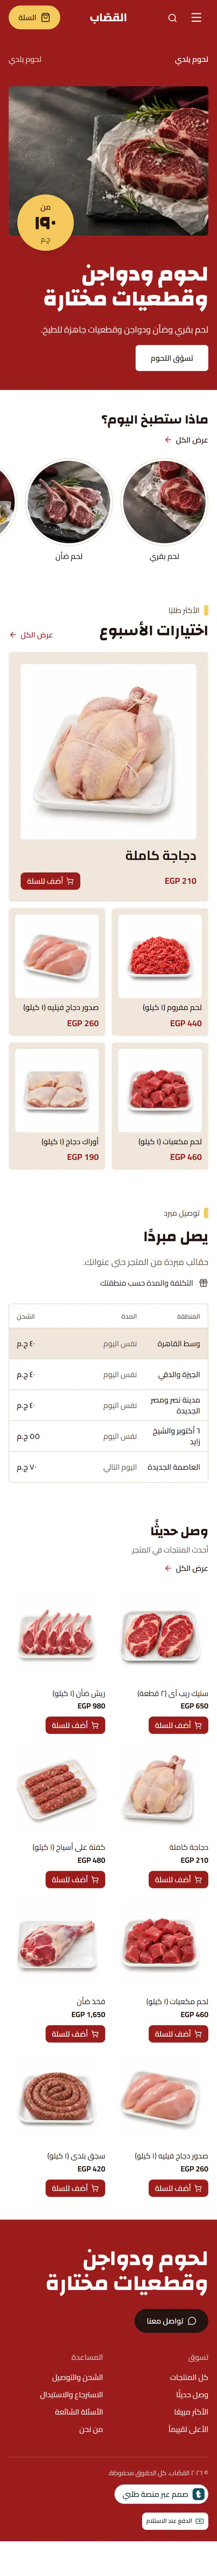 القصّاب
السلة
لحوم بلدي
لحوم بلدي
من
١٩٠
ج.م
لحوم ودواجن
وقطعيات مختارة
لحم بقري وضأن ودواجن وقطعيات جاهزة للطبخ.
تسوّق اللحوم
ماذا ستطبخ اليوم؟
عرض الكل
لحم بقري
لحم ضأن
الأكثر طلبًا
اختيارات الأسبوع
عرض الكل
دجاجة كاملة
EGP 210
أضف للسلة
لحم مفروم (١ كيلو)
EGP 440
صدور دجاج فيليه (١ كيلو)
EGP 260
لحم مكعبات (١ كيلو)
EGP 460
أوراك دجاج (١ كيلو)
EGP 190
توصيل مبرد
يصل مبردًا
حقائب مبردة من المتجر حتى عنوانك.
التكلفة والمدة حسب منطقتك
المنطقة المدة الشحن
وسط القاهرة نفس اليوم ٤٠ ج.م
الجيزة والدقي نفس اليوم ٤٠ ج.م
مدينة نصر ومصر
الجديدة
نفس اليوم ٤٠ ج.م
٦ أكتوبر والشيخ
زايد
نفس اليوم ٥٥ ج.م
العاصمة الجديدة اليوم التالي ٧٠ ج.م
وصل حديثًا
أحدث المنتجات في المتجر.
عرض الكل
ستيك ريب آي (٢ قطعة)
EGP 650
أضف للسلة
ريش ضأن (١ كيلو)
EGP 980
أضف للسلة
دجاجة كاملة
EGP 210
أضف للسلة
كفتة على أسياخ (١ كيلو)
EGP 480
أضف للسلة
لحم مكعبات (١ كيلو)
EGP 460
أضف للسلة
فخذ ضأن
EGP 1,650
أضف للسلة
صدور دجاج فيليه (١ كيلو)
EGP 260
أضف للسلة
سجق بلدي (١ كيلو)
EGP 420
أضف للسلة
لحوم ودواجن
وقطعيات مختارة
تواصل معنا
تسوق
كل المنتجات
وصل حديثًا
الأكثر مبيعًا
الأعلى تقييماً
المساعدة
الشحن والتوصيل
الاسترجاع والاستبدال
الأسئلة الشائعة
من نحن
© ٢٠٢٦ القصّاب. كل الحقوق محفوظة.
صمم عبر منصة طلبي
الدفع عند الاستلام